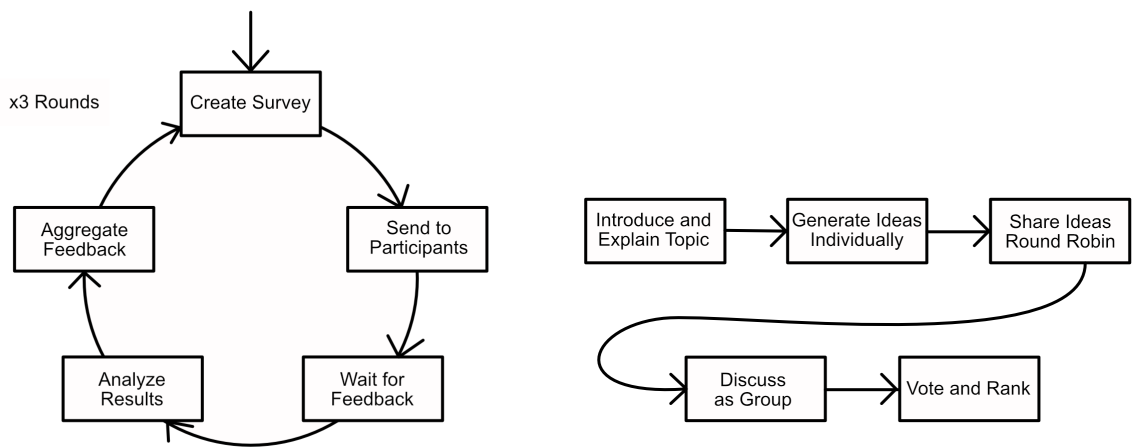 x3 Rounds
Create Survey
Send to
Participants
Wait for
Feedback
Analyze
Results
Aggregate
Feedback
Introduce and
Explain Topic
Generate Ideas
Individually
Share Ideas
Round Robin
Discuss
as Group
Vote and Rank